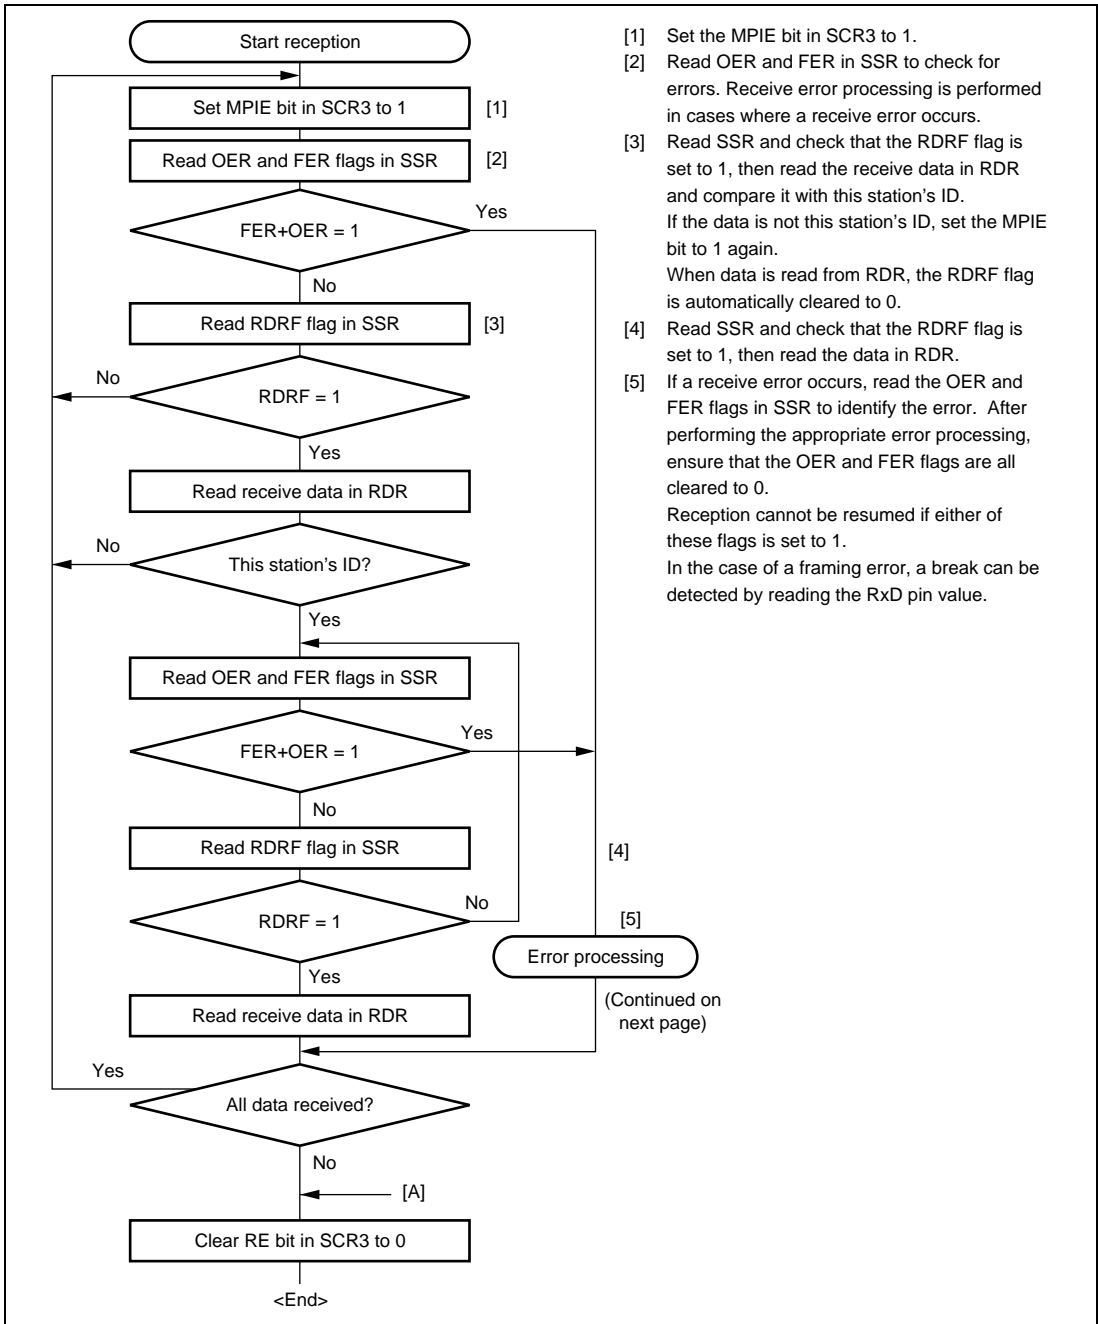 Start reception
Set MPIE bit in SCR3 to 1
[1]
Read OER and FER flags in SSR
[2]
FER+OER = 1
Yes
No
Read RDRF flag in SSR
[3]
RDRF = 1
No
Yes
Read receive data in RDR
This station's ID?
No
Yes
Read OER and FER flags in SSR
FER+OER = 1
Yes
No
Read RDRF flag in SSR
[4]
RDRF = 1
No
[5]
Error processing
(Continued on
next page)
Yes
Read receive data in RDR
Yes
All data received?
No
[A]
Clear RE bit in SCR3 to 0
<End>
[1] Set the MPIE bit in SCR3 to 1.
[2] Read OER and FER in SSR to check for
errors. Receive error processing is performed
in cases where a receive error occurs.
[3] Read SSR and check that the RDRF flag is
set to 1, then read the receive data in RDR
and compare it with this station's ID.
If the data is not this station's ID, set the MPIE
bit to 1 again.
When data is read from RDR, the RDRF flag
is automatically cleared to 0.
[4] Read SSR and check that the RDRF flag is
set to 1, then read the data in RDR.
[5] If a receive error occurs, read the OER and
FER flags in SSR to identify the error. After
performing the appropriate error processing,
ensure that the OER and FER flags are all
cleared to 0.
Reception cannot be resumed if either of
these flags is set to 1.
In the case of a framing error, a break can be
detected by reading the RxD pin value.